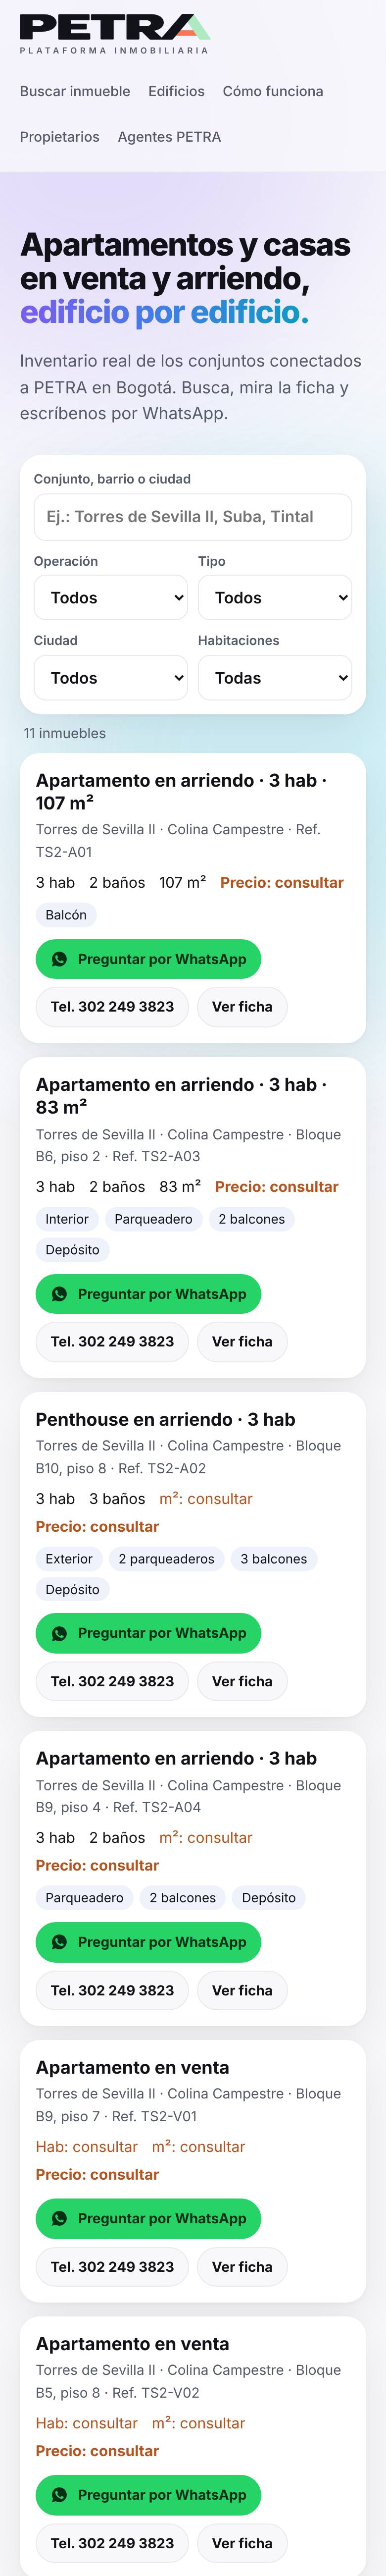 PETRA
PLATAFORMA INMOBILIARIA
Buscar inmueble Edificios Cómo funciona
Propietarios Agentes PETRA
Apartamentos y casas
en venta y arriendo,
edificio por edificio.
Inventario real de los conjuntos conectados
a PETRA en Bogotá. Busca, mira la ficha y
escríbenos por WhatsApp.
Conjunto, barrio o ciudad
Ej.: Torres de Sevilla II, Suba, Tintal
Operación Tipo
Todos Todos
Ciudad Habitaciones
Todos Todas
11 inmuebles
Apartamento en arriendo · 3 hab ·
107 m²
Torres de Sevilla II · Colina Campestre · Ref.
TS2-A01
3 hab 2 baños 107 m² Precio: consultar
Balcón
Preguntar por WhatsApp
Tel. 302 249 3823 Ver ficha
Apartamento en arriendo · 3 hab ·
83 m²
Torres de Sevilla II · Colina Campestre · Bloque
B6, piso 2 · Ref. TS2-A03
3 hab 2 baños 83 m² Precio: consultar
Interior Parqueadero 2 balcones
Depósito
Preguntar por WhatsApp
Tel. 302 249 3823 Ver ficha
Penthouse en arriendo · 3 hab
Torres de Sevilla II · Colina Campestre · Bloque
B10, piso 8 · Ref. TS2-A02
3 hab 3 baños m²: consultar
Precio: consultar
Exterior 2 parqueaderos 3 balcones
Depósito
Preguntar por WhatsApp
Tel. 302 249 3823 Ver ficha
Apartamento en arriendo · 3 hab
Torres de Sevilla II · Colina Campestre · Bloque
B9, piso 4 · Ref. TS2-A04
3 hab 2 baños m²: consultar
Precio: consultar
Parqueadero 2 balcones Depósito
Preguntar por WhatsApp
Tel. 302 249 3823 Ver ficha
Apartamento en venta
Torres de Sevilla II · Colina Campestre · Bloque
B9, piso 7 · Ref. TS2-V01
Hab: consultar m²: consultar
Precio: consultar
Preguntar por WhatsApp
Tel. 302 249 3823 Ver ficha
Apartamento en venta
Torres de Sevilla II · Colina Campestre · Bloque
B5, piso 8 · Ref. TS2-V02
Hab: consultar m²: consultar
Precio: consultar
Preguntar por WhatsApp
Tel. 302 249 3823 Ver ficha